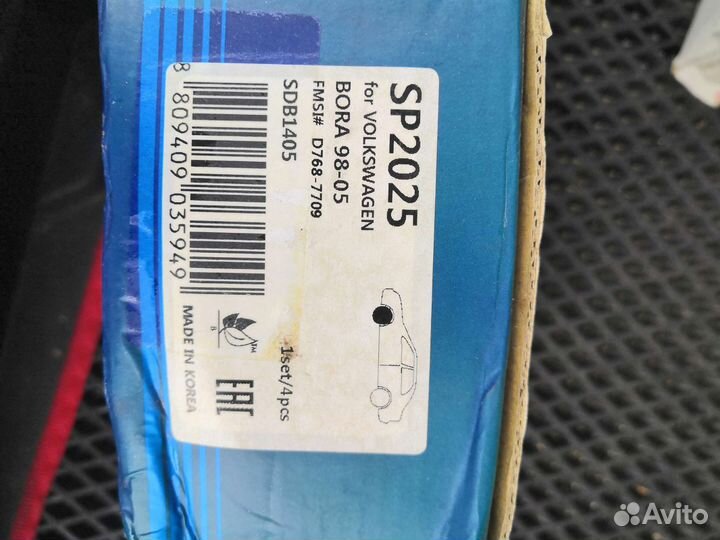 SP2025
for VOLKSWAGEN
BORA 98-05
FMSI# D768-7709
SDB1405
8 809409 035949
1set/4pcs
B
TM
EAC
MADE IN KOREA
Avito